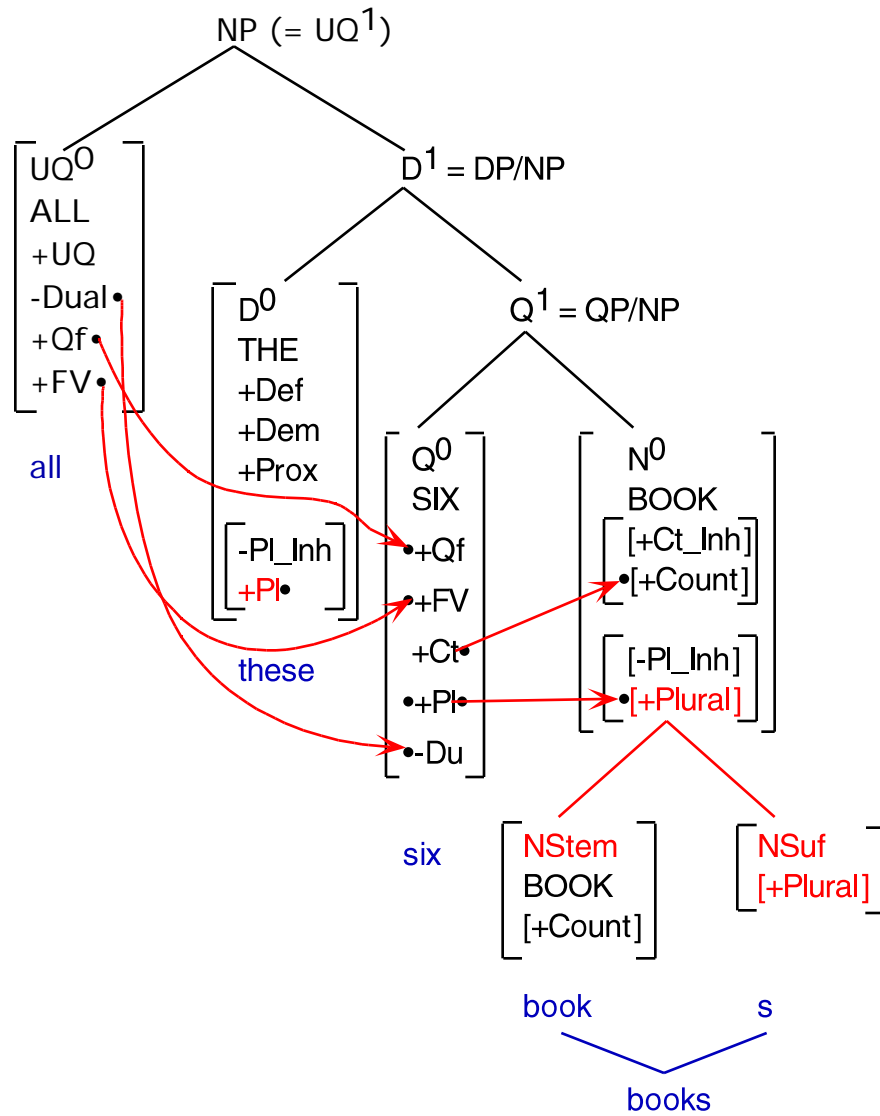 NP (= UQ¹)
UQ⁰
ALL
+UQ
-Dual
+Qf
+FV
all
D¹ = DP/NP
D⁰
THE
+Def
+Dem
+Prox
-Pl_Inh
+Pl
these
Q¹ = QP/NP
Q⁰
SIX
+Qf
+FV
+Ct
+Pl
-Du
six
N⁰
BOOK
[+Ct_Inh]
[+Count]
[-Pl_Inh]
[+Plural]
NStem
BOOK
[+Count]
NSuf
[+Plural]
book
s
books